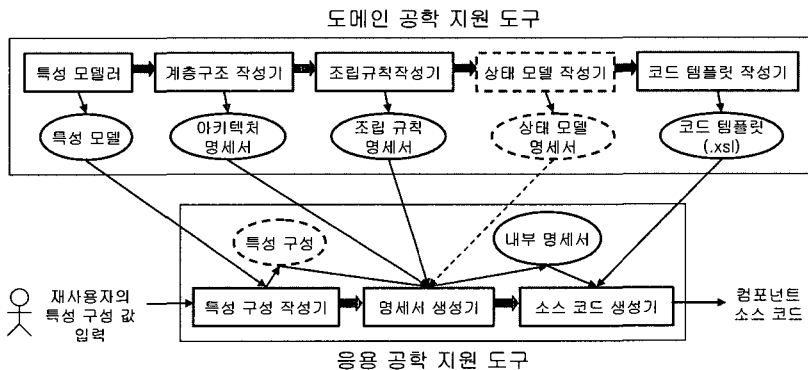 도메인 공학 지원 도구
특성 모델러
계층구조 작성기
조립규칙작성기
상태 모델 작성기
코드 템플릿 작성기
특성 모델
아키텍처
명세서
조립 규칙
명세서
상태 모델
명세서
코드 템플릿
(.xsl)
특성 구성
내부 명세서
재사용자의
특성 구성 값
입력
특성 구성 작성기
명세서 생성기
소스 코드 생성기
컴포넌트
소스 코드
응용 공학 지원 도구